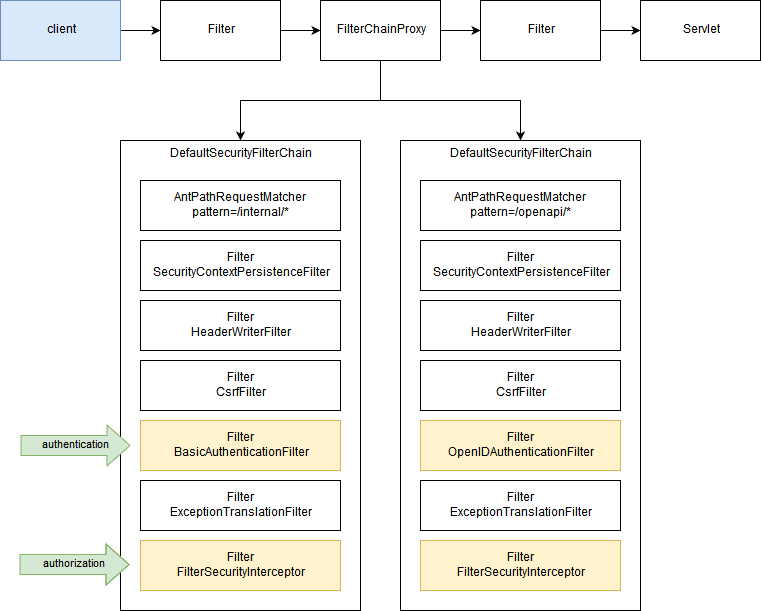 client
Filter
FilterChainProxy
Filter
Servlet
DefaultSecurityFilterChain
AntPathRequestMatcher
pattern=/internal/*
Filter
SecurityContextPersistenceFilter
Filter
HeaderWriterFilter
Filter
CsrfFilter
authentication
Filter
BasicAuthenticationFilter
Filter
ExceptionTranslationFilter
authorization
Filter
FilterSecurityInterceptor
DefaultSecurityFilterChain
AntPathRequestMatcher
pattern=/openapi/*
Filter
SecurityContextPersistenceFilter
Filter
HeaderWriterFilter
Filter
CsrfFilter
Filter
OpenIDAuthenticationFilter
Filter
ExceptionTranslationFilter
Filter
FilterSecurityInterceptor